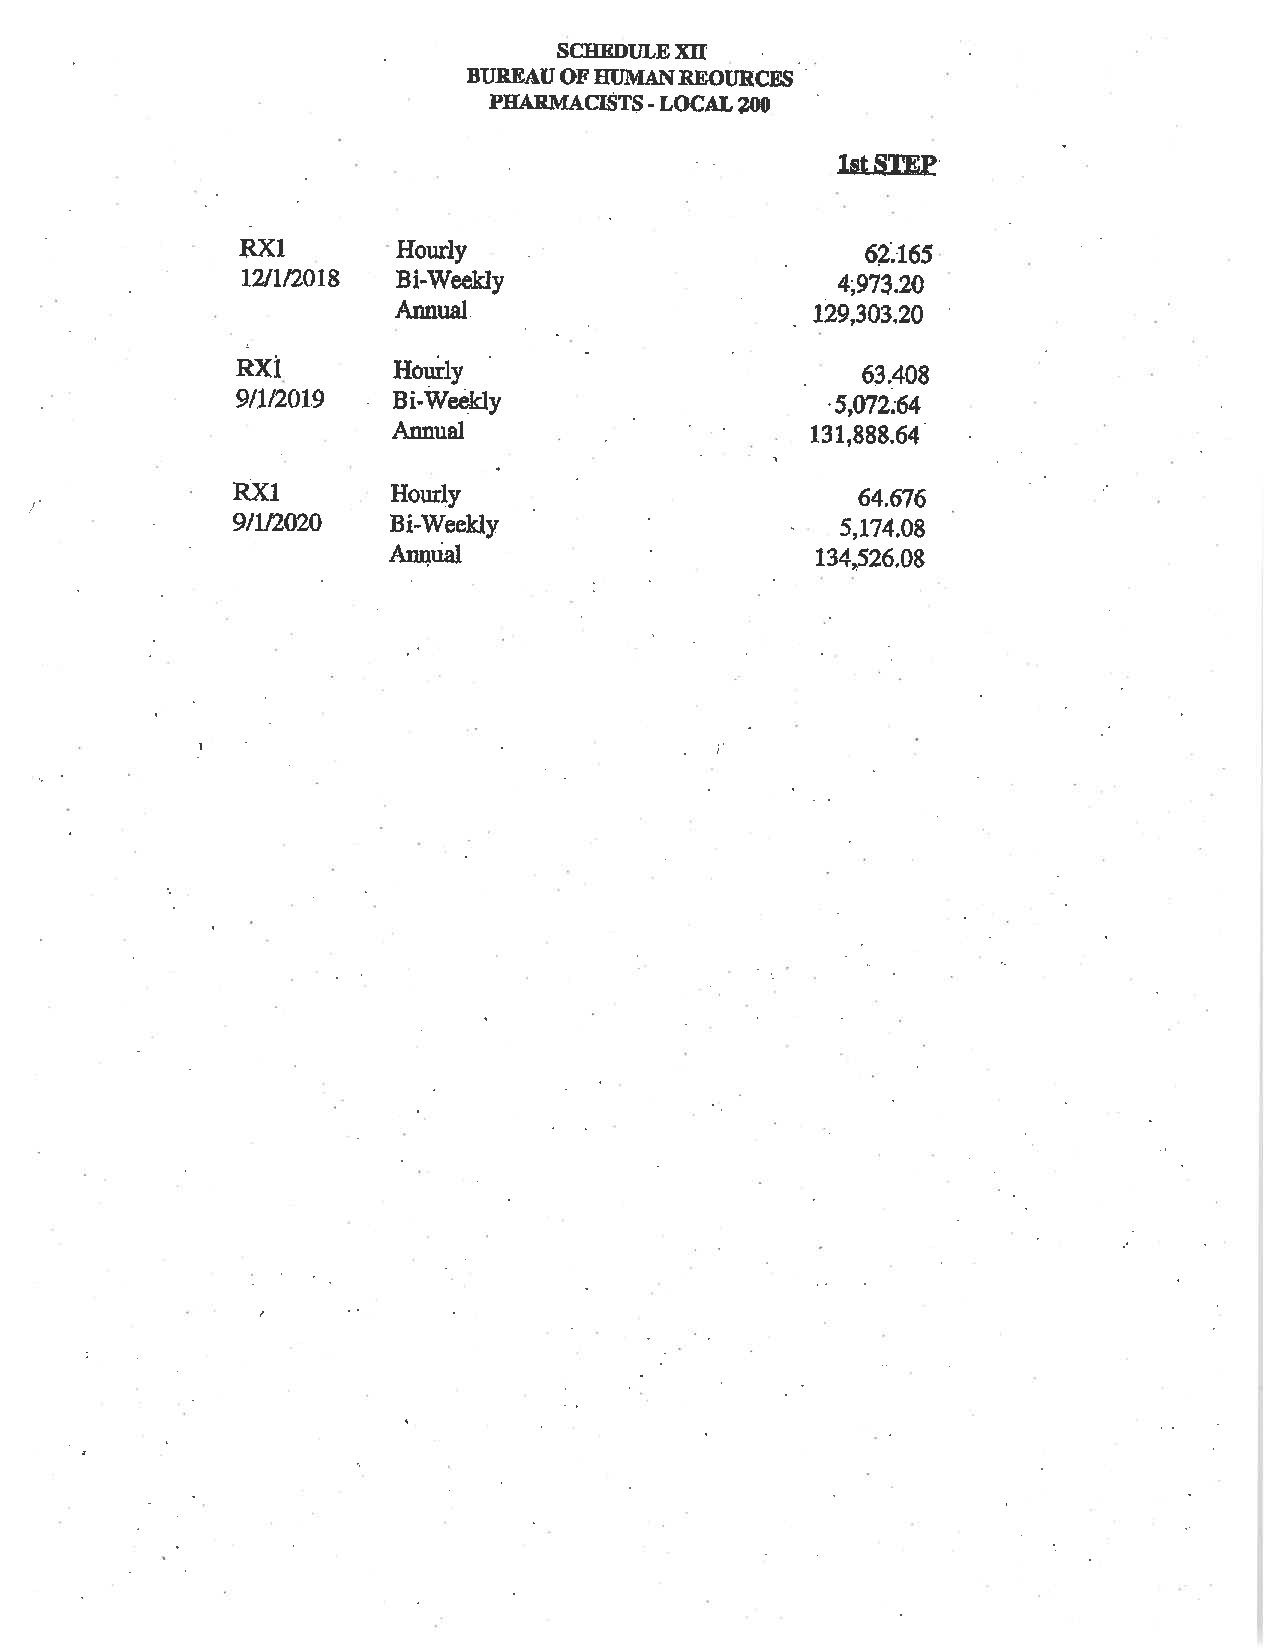 SCHEDULE XII
BUREAU OF HUMAN REOURCES
PHARMACISTS - LOCAL 200
1st STEP
RX1 Hourly 62.165
12/1/2018 Bi-Weekly 4,973.20
Annual 129,303.20
RX1 Hourly 63.408
9/1/2019 Bi-Weekly 5,072.64
Annual 131,888.64
RX1 Hourly 64.676
9/1/2020 Bi-Weekly 5,174.08
Annual 134,526.08